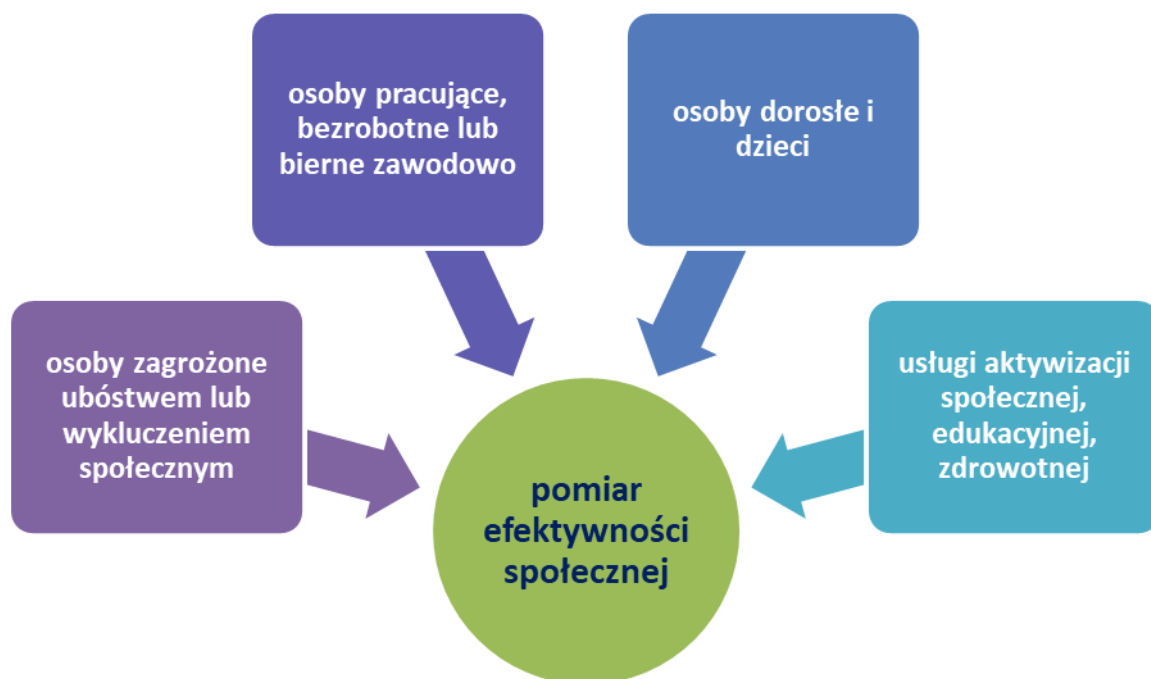 osoby pracujące,
bezrobotne lub
bierne zawodowo
osoby dorosłe i
dzieci
osoby zagrożone
ubóstwem lub
wykluczeniem
społecznym
usługi aktywizacji
społecznej,
edukacyjnej,
zdrowotnej
pomiar
efektywności
społecznej